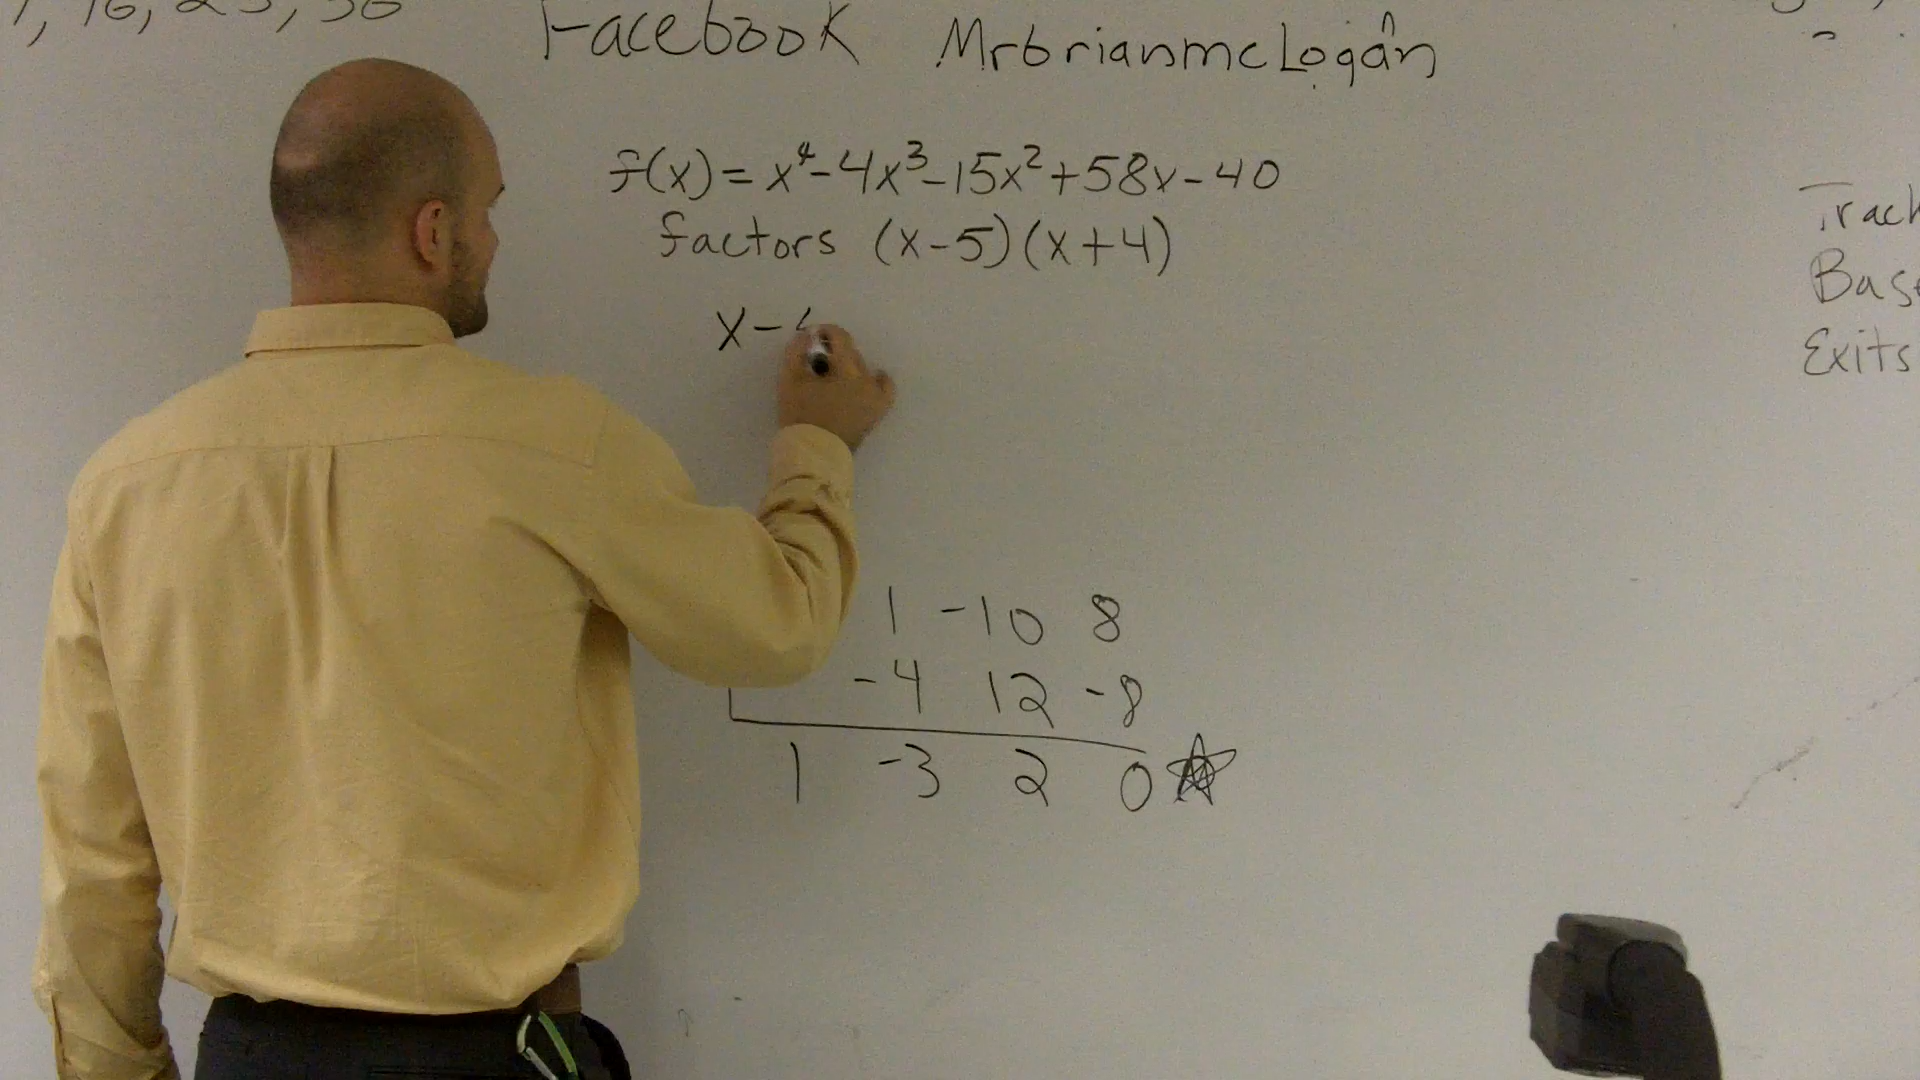 16, 25, 36
Facebook Mrbrianmclogan
f(x) = x⁴-4x³-15x²+58x-40
factors (x-5)(x+4)
x-
1 -10 8
-4 12 -8
1 -3 2 0
Track
Bas
Exits